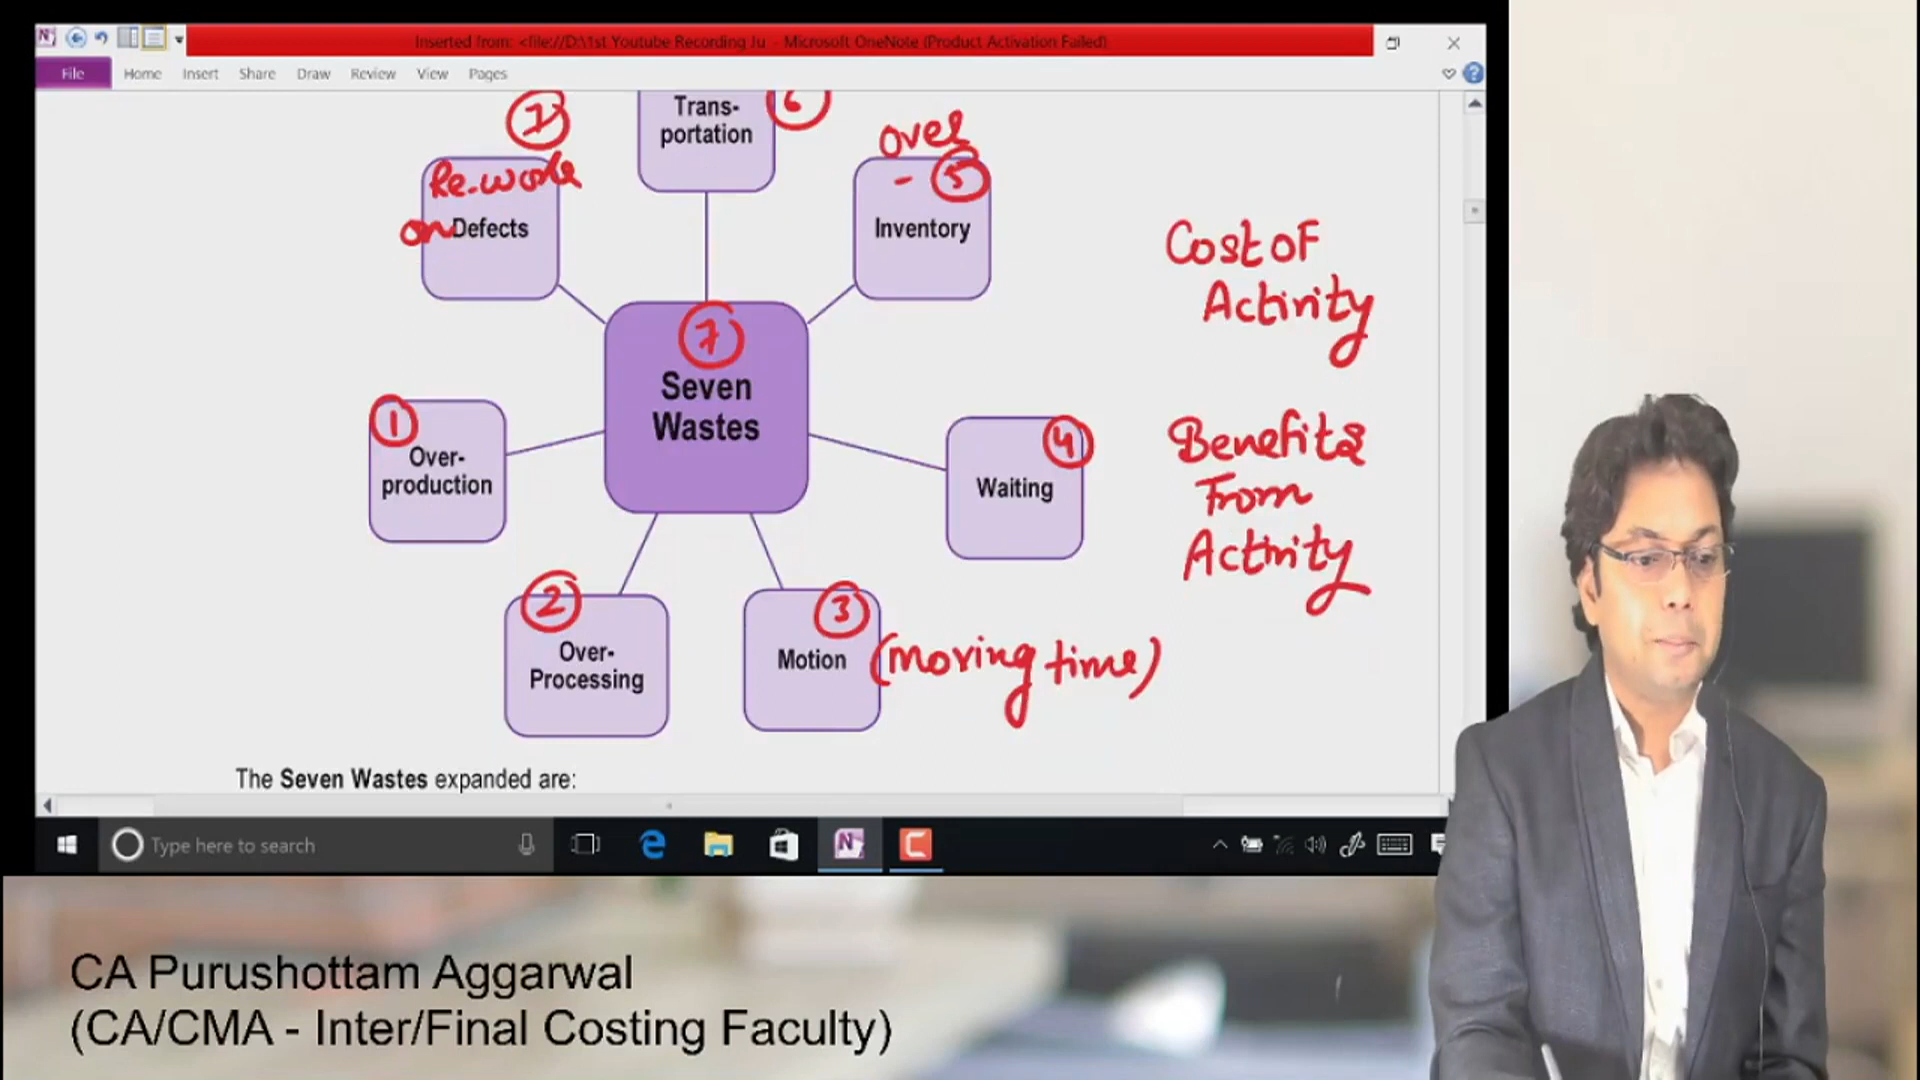 Inserted from: <file://D:\1st Youtube Recording Ju - Microsoft OneNote (Product Activation Failed)
File Home Insert Share Draw Review View Pages
7
Trans-
portation
6
Over
- 5
Inventory
Re-work
on Defects
Cost of
Activity
7
Seven
Wastes
1
Over-
production
4
Waiting
Benefits
From
Activity
2
Over-
Processing
3
Motion (moving time)
The Seven Wastes expanded are:
Type here to search
CA Purushottam Aggarwal
(CA/CMA - Inter/Final Costing Faculty)